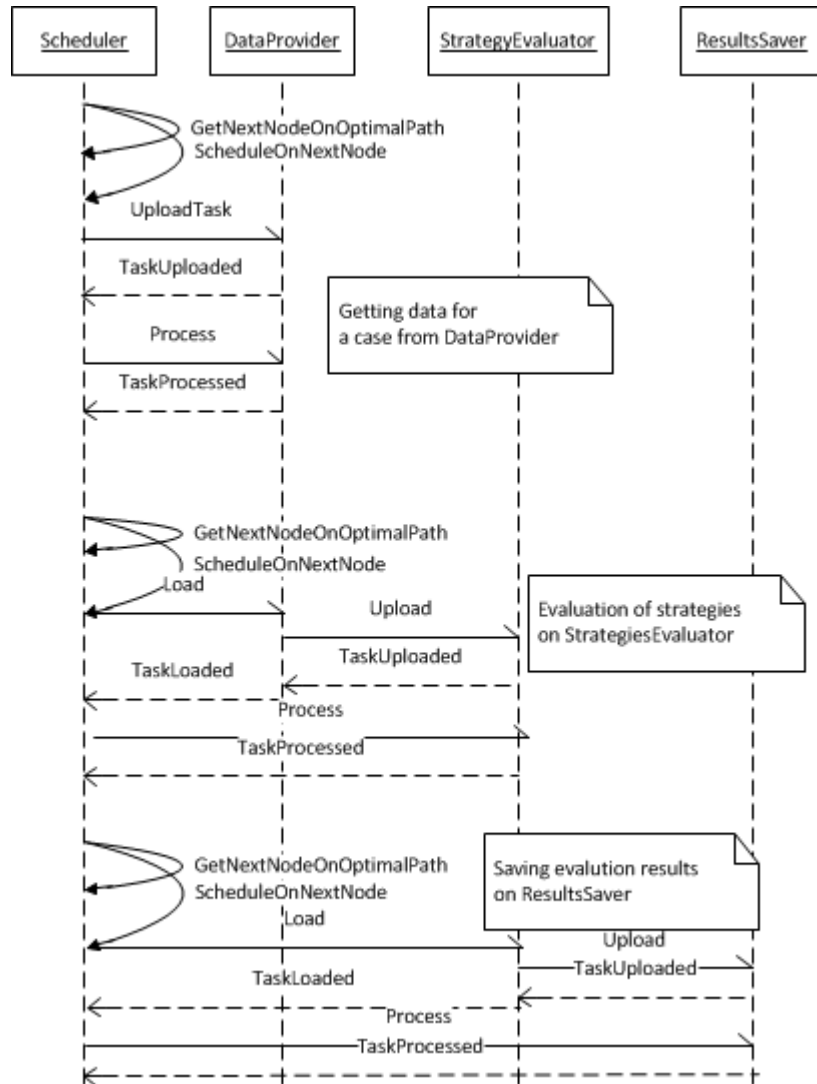 Scheduler
DataProvider
StrategyEvaluator
ResultsSaver
GetNextNodeOnOptimalPath
ScheduleOnNextNode
UploadTask
TaskUploaded
Getting data for
a case from DataProvider
Process
TaskProcessed
GetNextNodeOnOptimalPath
ScheduleOnNextNode
Load
Upload
Evaluation of strategies
on StrategiesEvaluator
TaskUploaded
TaskLoaded
Process
TaskProcessed
GetNextNodeOnOptimalPath
ScheduleOnNextNode
Saving evalution results
on ResultsSaver
Load
Upload
TaskUploaded
TaskLoaded
Process
TaskProcessed